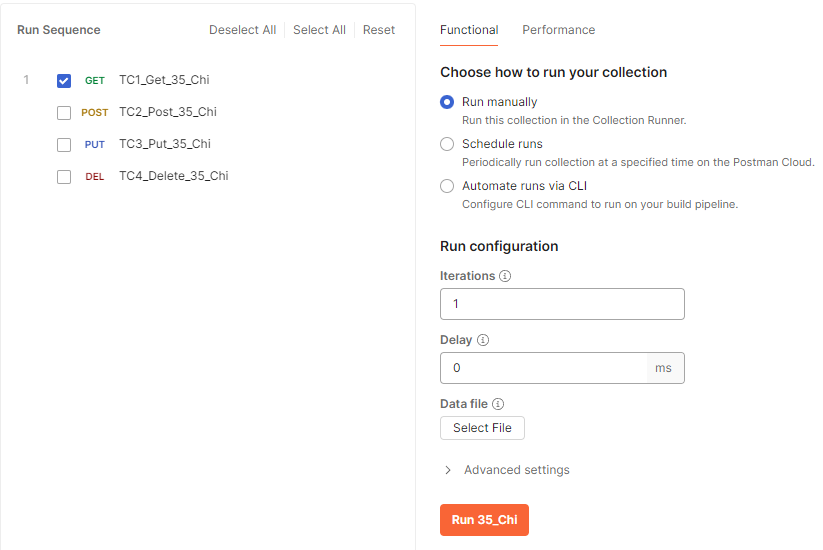 Run Sequence
Deselect All
Select All
Reset
1
GET TC1_Get_35_Chi
POST TC2_Post_35_Chi
PUT TC3_Put_35_Chi
DEL TC4_Delete_35_Chi
Functional
Performance
Choose how to run your collection
Run manually
Run this collection in the Collection Runner.
Schedule runs
Periodically run collection at a specified time on the Postman Cloud.
Automate runs via CLI
Configure CLI command to run on your build pipeline.
Run configuration
Iterations
1
Delay
0 ms
Data file
Select File
Advanced settings
Run 35_Chi